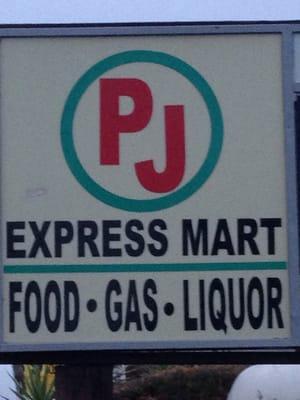 PJ
EXPRESS MART
FOOD • GAS • LIQUOR